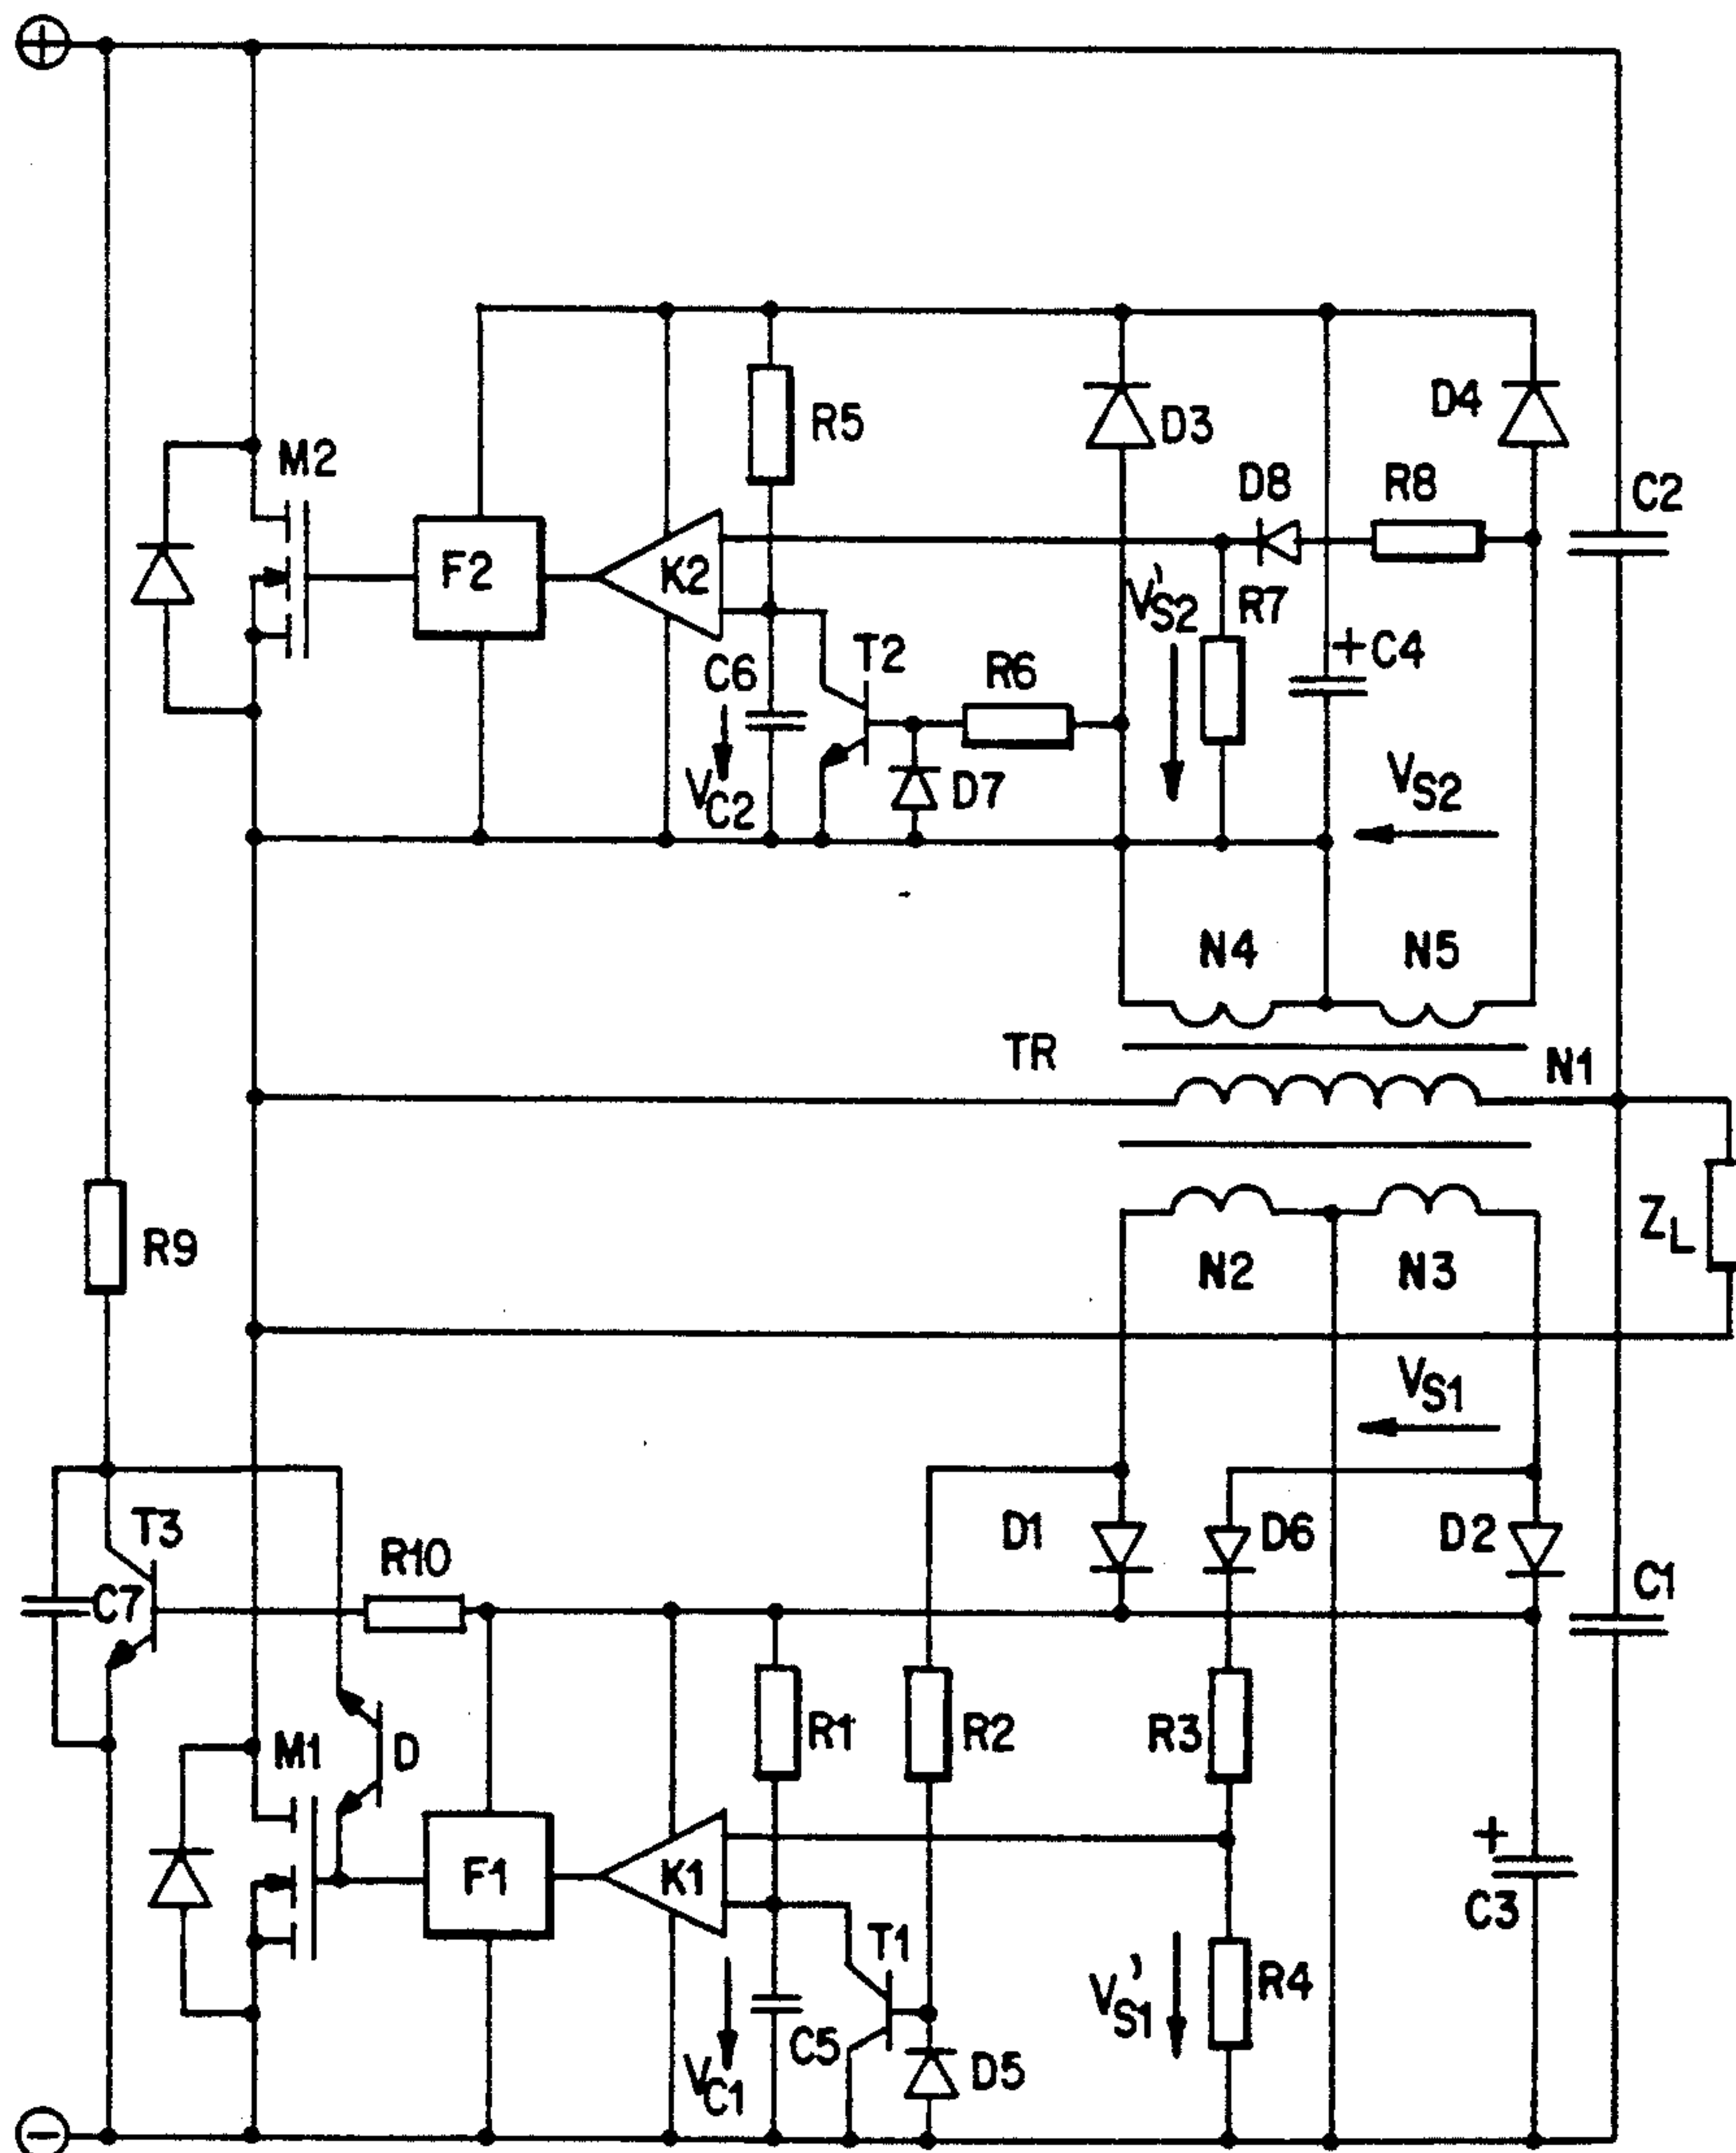 +
M2
F2
K2
R5
D3
D4
D8
R8
C2
V'S2
R7
+
C4
C6
T2
R6
VC2
D7
VS2
N4
N5
TR
N1
R9
N2
N3
ZL
VS1
T3
C7
R10
D1
D6
D2
C1
M1
D
R1
R2
R3
F1
K1
+
C3
T1
V'S1
R4
VC1
C5
D5
−